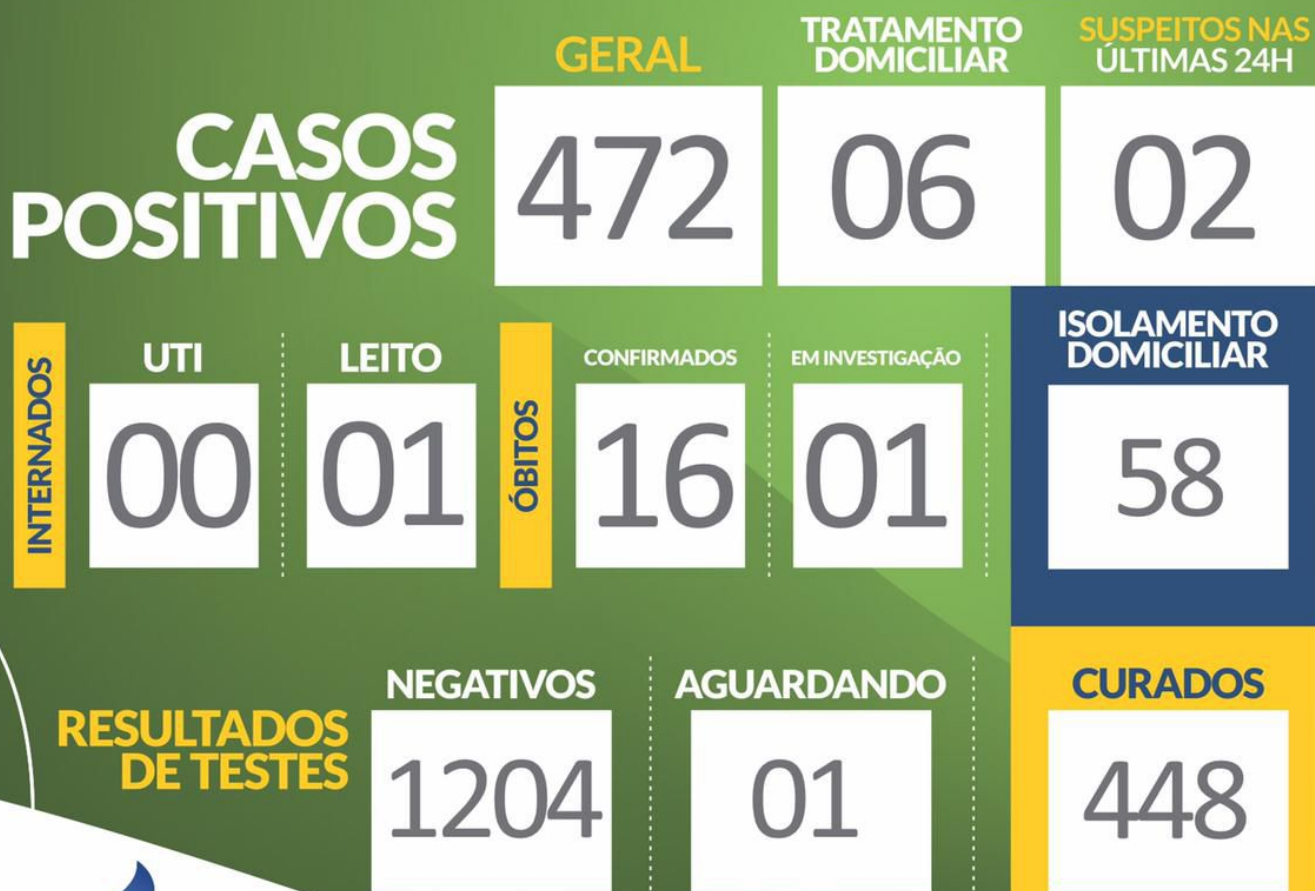 CASOS
POSITIVOS
GERAL
472
TRATAMENTO
DOMICILIAR
06
SUSPEITOS NAS
ÚLTIMAS 24H
02
INTERNADOS
UTI
00
LEITO
01
ÓBITOS
CONFIRMADOS
16
EM INVESTIGAÇÃO
01
ISOLAMENTO
DOMICILIAR
58
RESULTADOS
DE TESTES
NEGATIVOS
1204
AGUARDANDO
01
CURADOS
448